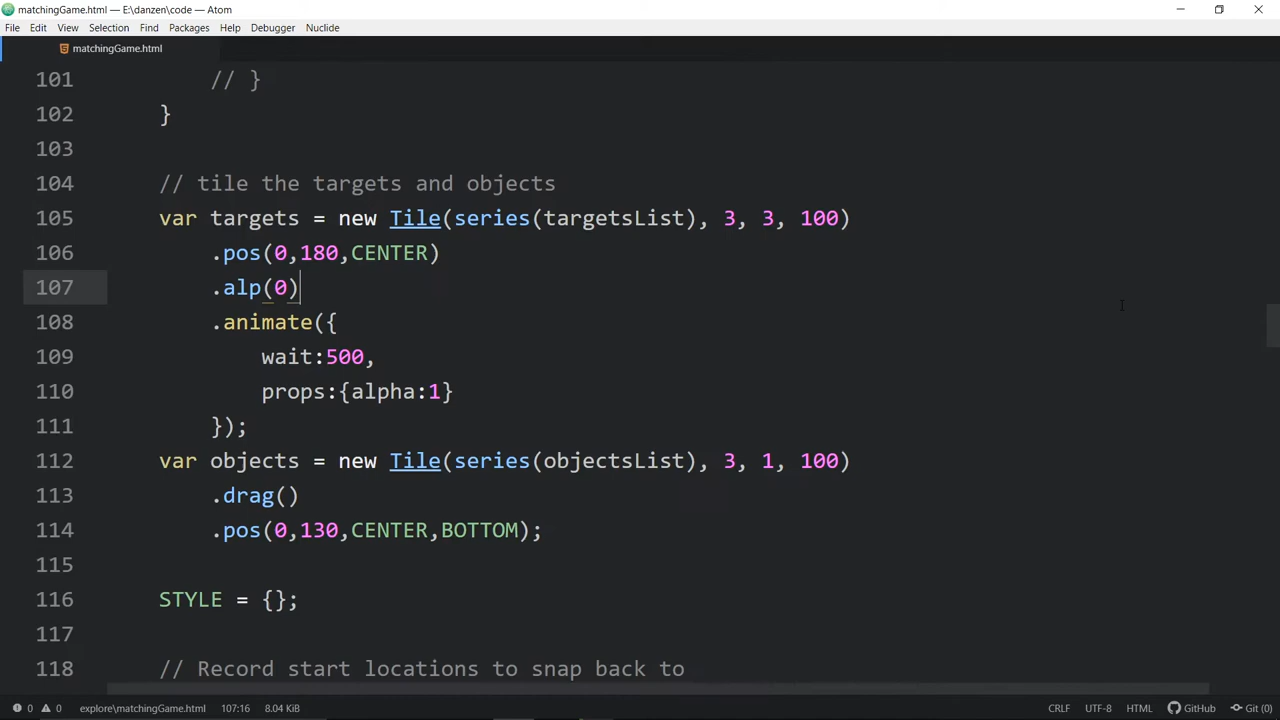 matchingGame.html — E:\danzen\code — Atom
File Edit View Selection Find Packages Help Debugger Nuclide
matchingGame.html
101 // }
102 }
103
104 // tile the targets and objects
105 var targets = new Tile(series(targetsList), 3, 3, 100)
106 .pos(0,180,CENTER)
107 .alp(0)
108 .animate({
109 wait:500,
110 props:{alpha:1}
111 });
112 var objects = new Tile(series(objectsList), 3, 1, 100)
113 .drag()
114 .pos(0,130,CENTER,BOTTOM);
115
116 STYLE = {};
117
118 // Record start locations to snap back to
0 0 explore\matchingGame.html 107:16 8.04 KiB CRLF UTF-8 HTML GitHub Git (0)